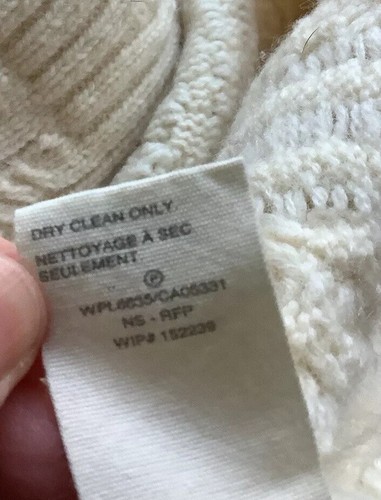 DRY CLEAN ONLY
NETTOYAGE À SEC
SEULEMENT
P
WPL6635/CA05331
NS - RFP
WIP# 152239